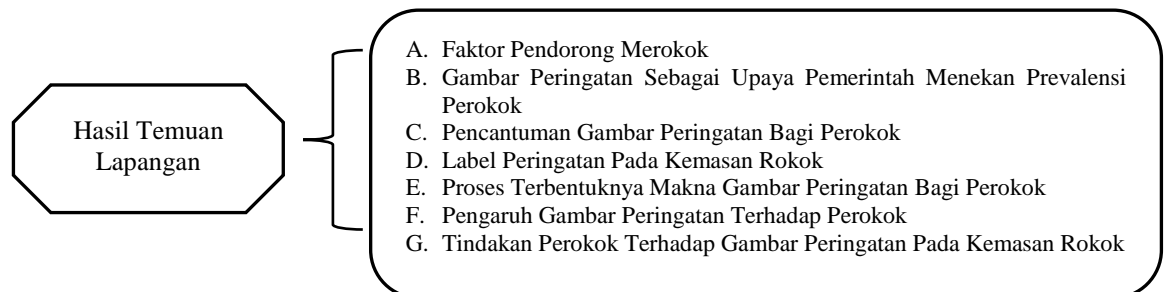 Hasil Temuan
Lapangan
A. Faktor Pendorong Merokok
B. Gambar Peringatan Sebagai Upaya Pemerintah Menekan Prevalensi
Perokok
C. Pencantuman Gambar Peringatan Bagi Perokok
D. Label Peringatan Pada Kemasan Rokok
E. Proses Terbentuknya Makna Gambar Peringatan Bagi Perokok
F. Pengaruh Gambar Peringatan Terhadap Perokok
G. Tindakan Perokok Terhadap Gambar Peringatan Pada Kemasan Rokok